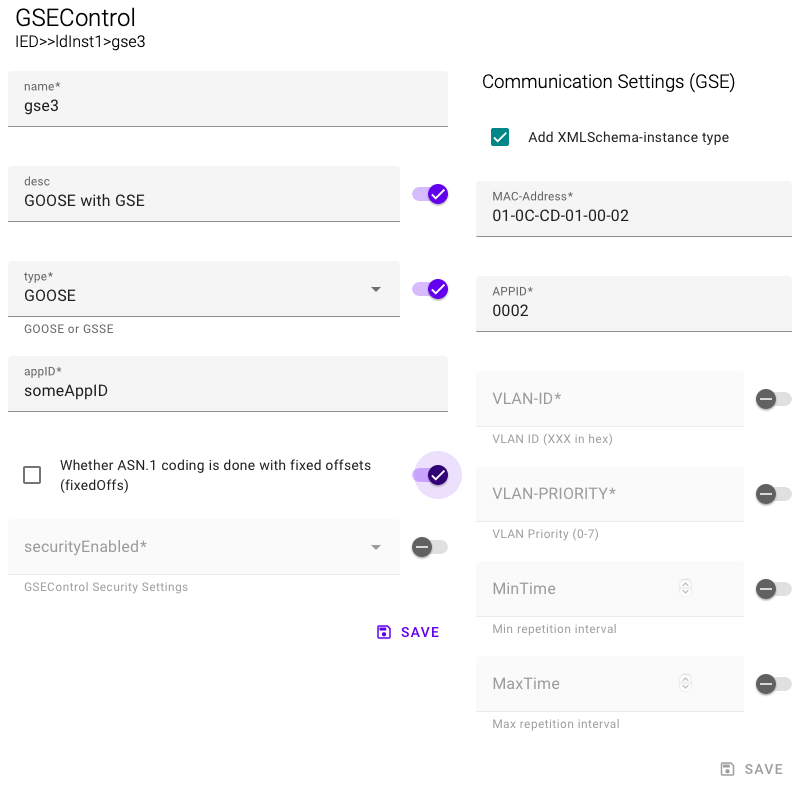 GSEControl
IED>>ldInst1>gse3
name*
gse3
desc
GOOSE with GSE
type*
GOOSE
GOOSE or GSSE
appID*
someAppID
Whether ASN.1 coding is done with fixed offsets
(fixedOffs)
securityEnabled*
GSEControl Security Settings
SAVE
Communication Settings (GSE)
Add XMLSchema-instance type
MAC-Address*
01-0C-CD-01-00-02
APPID*
0002
VLAN-ID*
VLAN ID (XXX in hex)
VLAN-PRIORITY*
VLAN Priority (0-7)
MinTime
Min repetition interval
MaxTime
Max repetition interval
SAVE